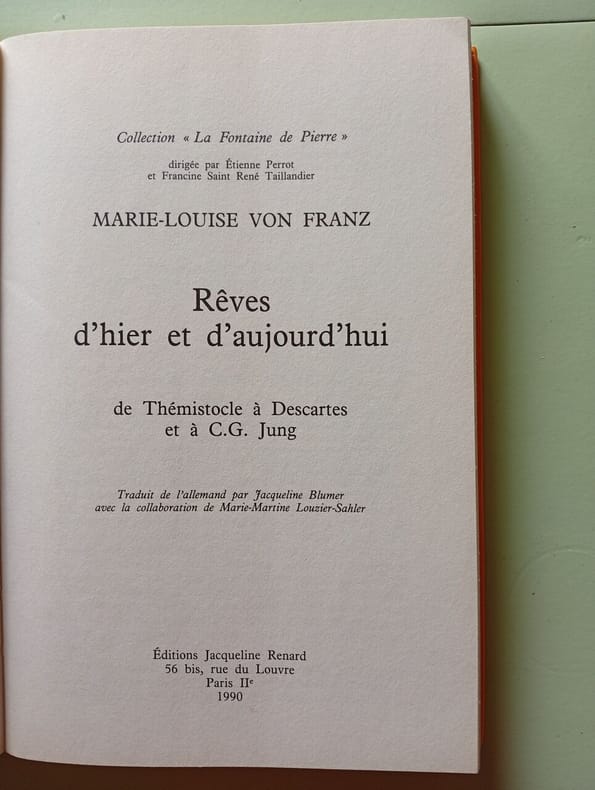 Collection « La Fontaine de Pierre »
dirigée par Étienne Perrot
et Francine Saint René Taillandier
MARIE-LOUISE VON FRANZ
Rêves
d'hier et d'aujourd'hui
de Thémistocle à Descartes
et à C.G. Jung
Traduit de l'allemand par Jacqueline Blumer
avec la collaboration de Marie-Martine Louzier-Sahler
Éditions Jacqueline Renard
56 bis, rue du Louvre
Paris IIe
1990